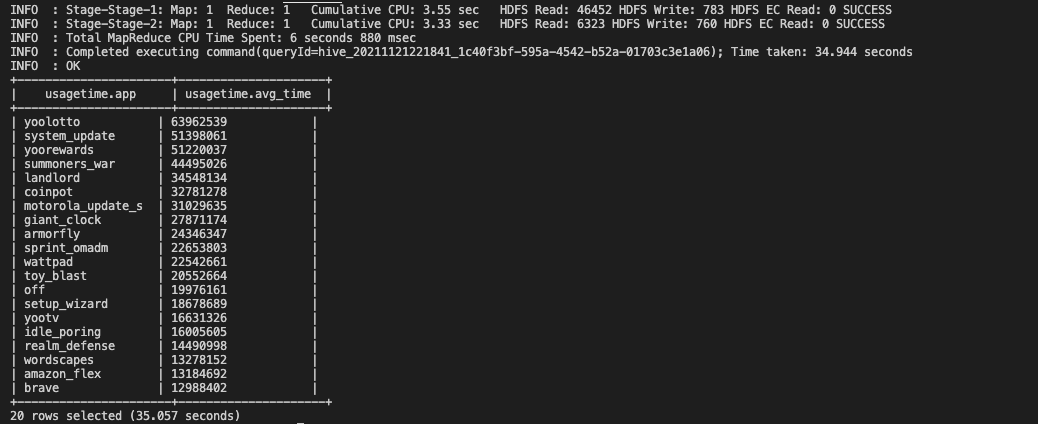 INFO  : Stage-Stage-1: Map: 1  Reduce: 1   Cumulative CPU: 3.55 sec   HDFS Read: 46452 HDFS Write: 783 HDFS EC Read: 0 SUCCESS
INFO  : Stage-Stage-2: Map: 1  Reduce: 1   Cumulative CPU: 3.33 sec   HDFS Read: 6323 HDFS Write: 760 HDFS EC Read: 0 SUCCESS
INFO  : Total MapReduce CPU Time Spent: 6 seconds 880 msec
INFO  : Completed executing command(queryId=hive_20211121221841_1c40f3bf-595a-4542-b52a-01703c3e1a06); Time taken: 34.944 seconds
INFO  : OK
+----------------------+---------------------+
|    usagetime.app     | usagetime.avg_time  |
+----------------------+---------------------+
| yoolotto             | 63962539            |
| system_update        | 51398061            |
| yoorewards           | 51220037            |
| summoners_war        | 44495026            |
| landlord             | 34548134            |
| coinpot              | 32781278            |
| motorola_update_s    | 31029635            |
| giant_clock          | 27871174            |
| armorfly             | 24346347            |
| sprint_omadm         | 22653803            |
| wattpad              | 22542661            |
| toy_blast            | 20552664            |
| off                  | 19976161            |
| setup_wizard         | 18678689            |
| yootv                | 16631326            |
| idle_poring          | 16005605            |
| realm_defense        | 14490998            |
| wordscapes           | 13278152            |
| amazon_flex          | 13184692            |
| brave                | 12988402            |
+----------------------+---------------------+
20 rows selected (35.057 seconds)